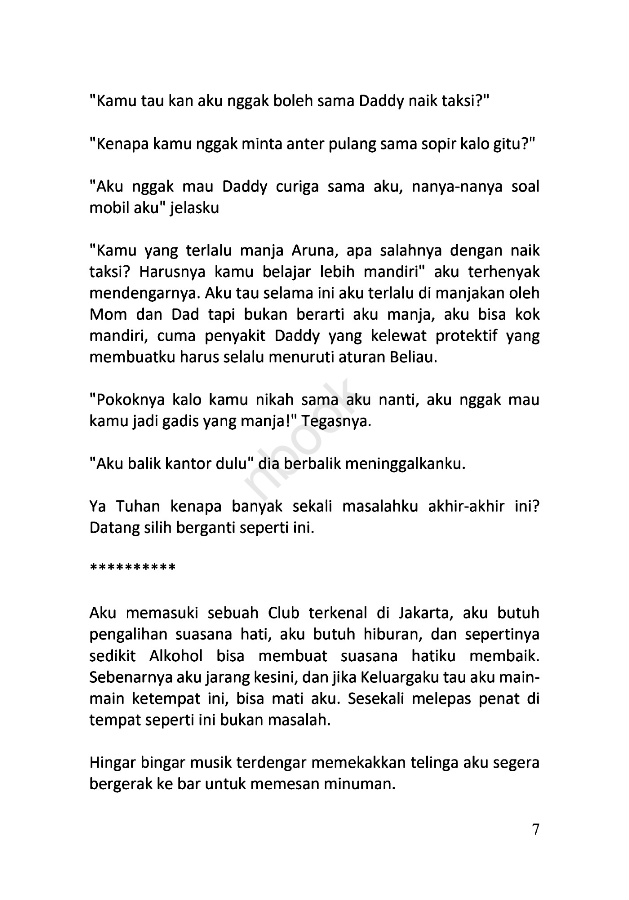 "Kamu tau kan aku nggak boleh sama Daddy naik taksi?"
"Kenapa kamu nggak minta anter pulang sama sopir kalo gitu?"
"Aku nggak mau Daddy curiga sama aku, nanya-nanya soal
mobil aku" jelasku
"Kamu yang terlalu manja Aruna, apa salahnya dengan naik
taksi? Harusnya kamu belajar lebih mandiri" aku terhenyak
mendengarnya. Aku tau selama ini aku terlalu di manjakan oleh
Mom dan Dad tapi bukan berarti aku manja, aku bisa kok
mandiri, cuma penyakit Daddy yang kelewat protektif yang
membuatku harus selalu menuruti aturan Beliau.
"Pokoknya kalo kamu nikah sama aku nanti, aku nggak mau
kamu jadi gadis yang manja!" Tegasnya.
"Aku balik kantor dulu" dia berbalik meninggalkanku.
Ya Tuhan kenapa banyak sekali masalahku akhir-akhir ini?
Datang silih berganti seperti ini.
**********
Aku memasuki sebuah Club terkenal di Jakarta, aku butuh
pengalihan suasana hati, aku butuh hiburan, dan sepertinya
sedikit Alkohol bisa membuat suasana hatiku membaik.
Sebenarnya aku jarang kesini, dan jika Keluargaku tau aku main-
main ketempat ini, bisa mati aku. Sesekali melepas penat di
tempat seperti ini bukan masalah.
Hingar bingar musik terdengar memekakkan telinga aku segera
bergerak ke bar untuk memesan minuman.
7
nbook